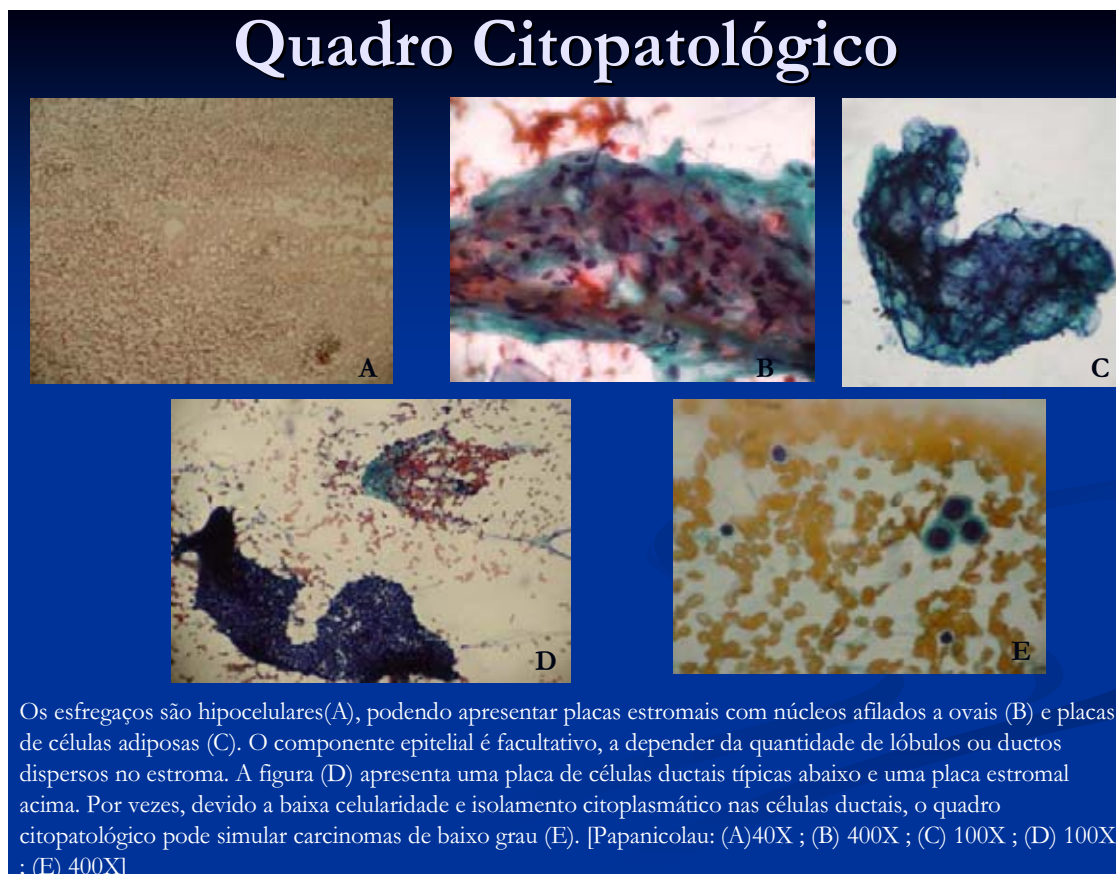 Quadro Citopatológico
A
B
C
D
E
Os esfregaços são hipocelulares(A), podendo apresentar placas estromais com núcleos afilados a ovais (B) e placas
de células adiposas (C). O componente epitelial é facultativo, a depender da quantidade de lóbulos ou ductos
dispersos no estroma. A figura (D) apresenta uma placa de células ductais típicas abaixo e uma placa estromal
acima. Por vezes, devido a baixa celularidade e isolamento citoplasmático nas células ductais, o quadro
citopatológico pode simular carcinomas de baixo grau (E). [Papanicolau: (A)40X ; (B) 400X ; (C) 100X ; (D) 100X
; (E) 400X]